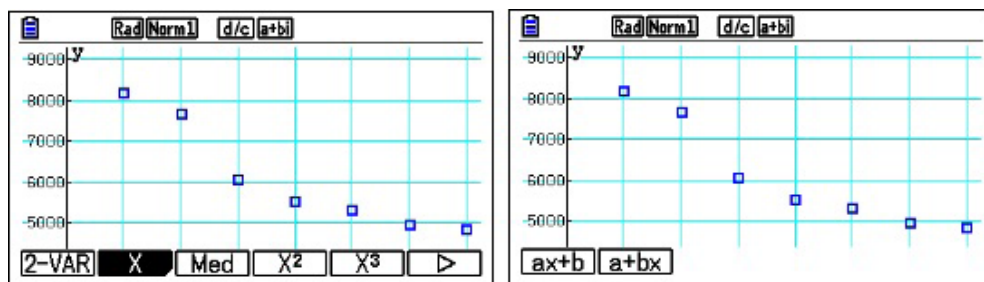 Rad Norm1 d/c a+bi
y
9000
8000
7000
6000
5000
2-VAR X Med X² X³ ▷
Rad Norm1 d/c a+bi
y
9000
8000
7000
6000
5000
ax+b a+bx